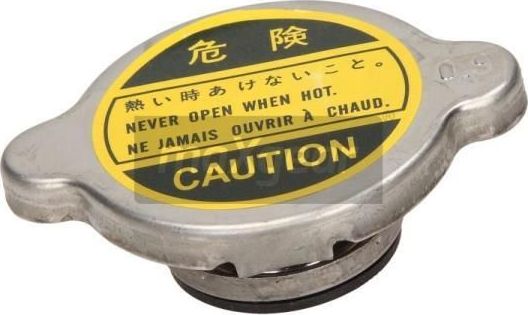 危険
熱い時あけないこと。
NEVER OPEN WHEN HOT.
NE JAMAIS OUVRIR À CHAUD.
CAUTION